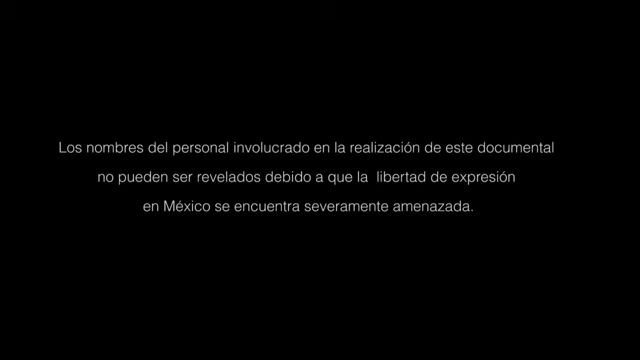 Los nombres del personal involucrado en la realización de este documental
no pueden ser revelados debido a que la libertad de expresión
en México se encuentra severamente amenazada.